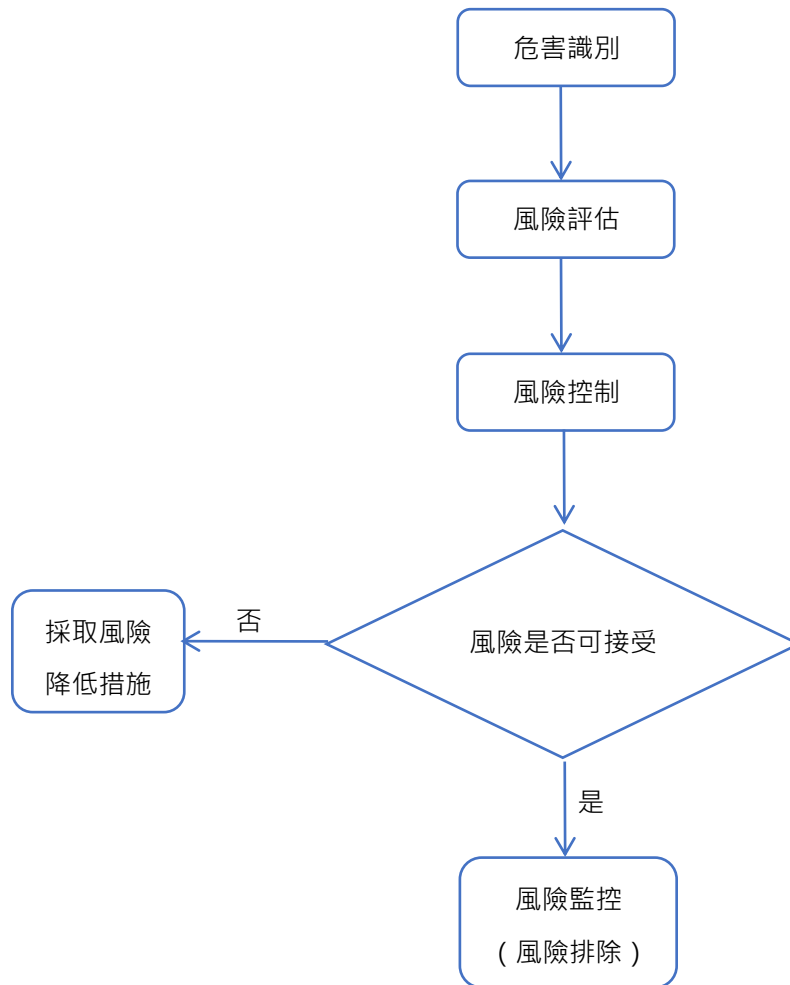 危害識別
風險評估
風險控制
風險是否可接受
否
採取風險
降低措施
是
風險監控
( 風險排除 )